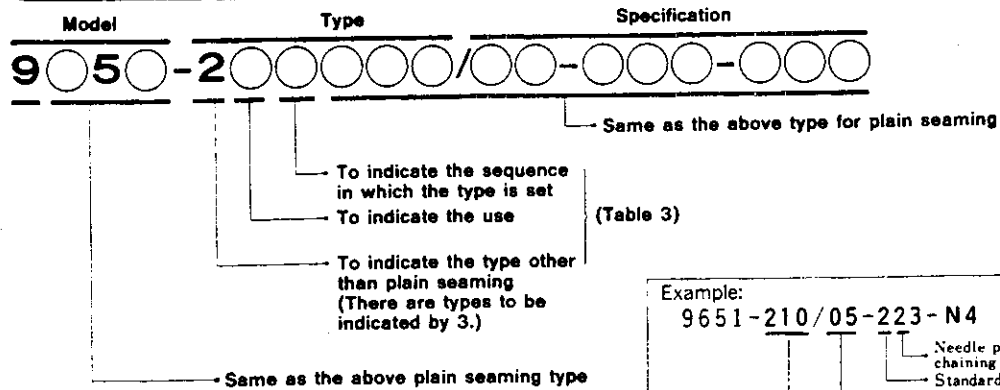 Model Type Specification
9○5○-2○○○○○/○○-○○○-○○○
Same as the above type for plain seaming
To indicate the sequence
in which the type is set
To indicate the use
(Table 3)
To indicate the type other
than plain seaming
(There are types to be
indicated by 3.)
Same as the above plain seaming type
Example:
9651-210/05-223-N4
Needle
chaining
Standard